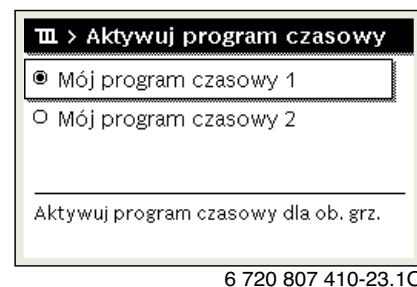 > Aktywuj program czasowy
Mój program czasowy 1
Mój program czasowy 2
Aktywuj program czasowy dla ob. grz.
6 720 807 410-23.1O